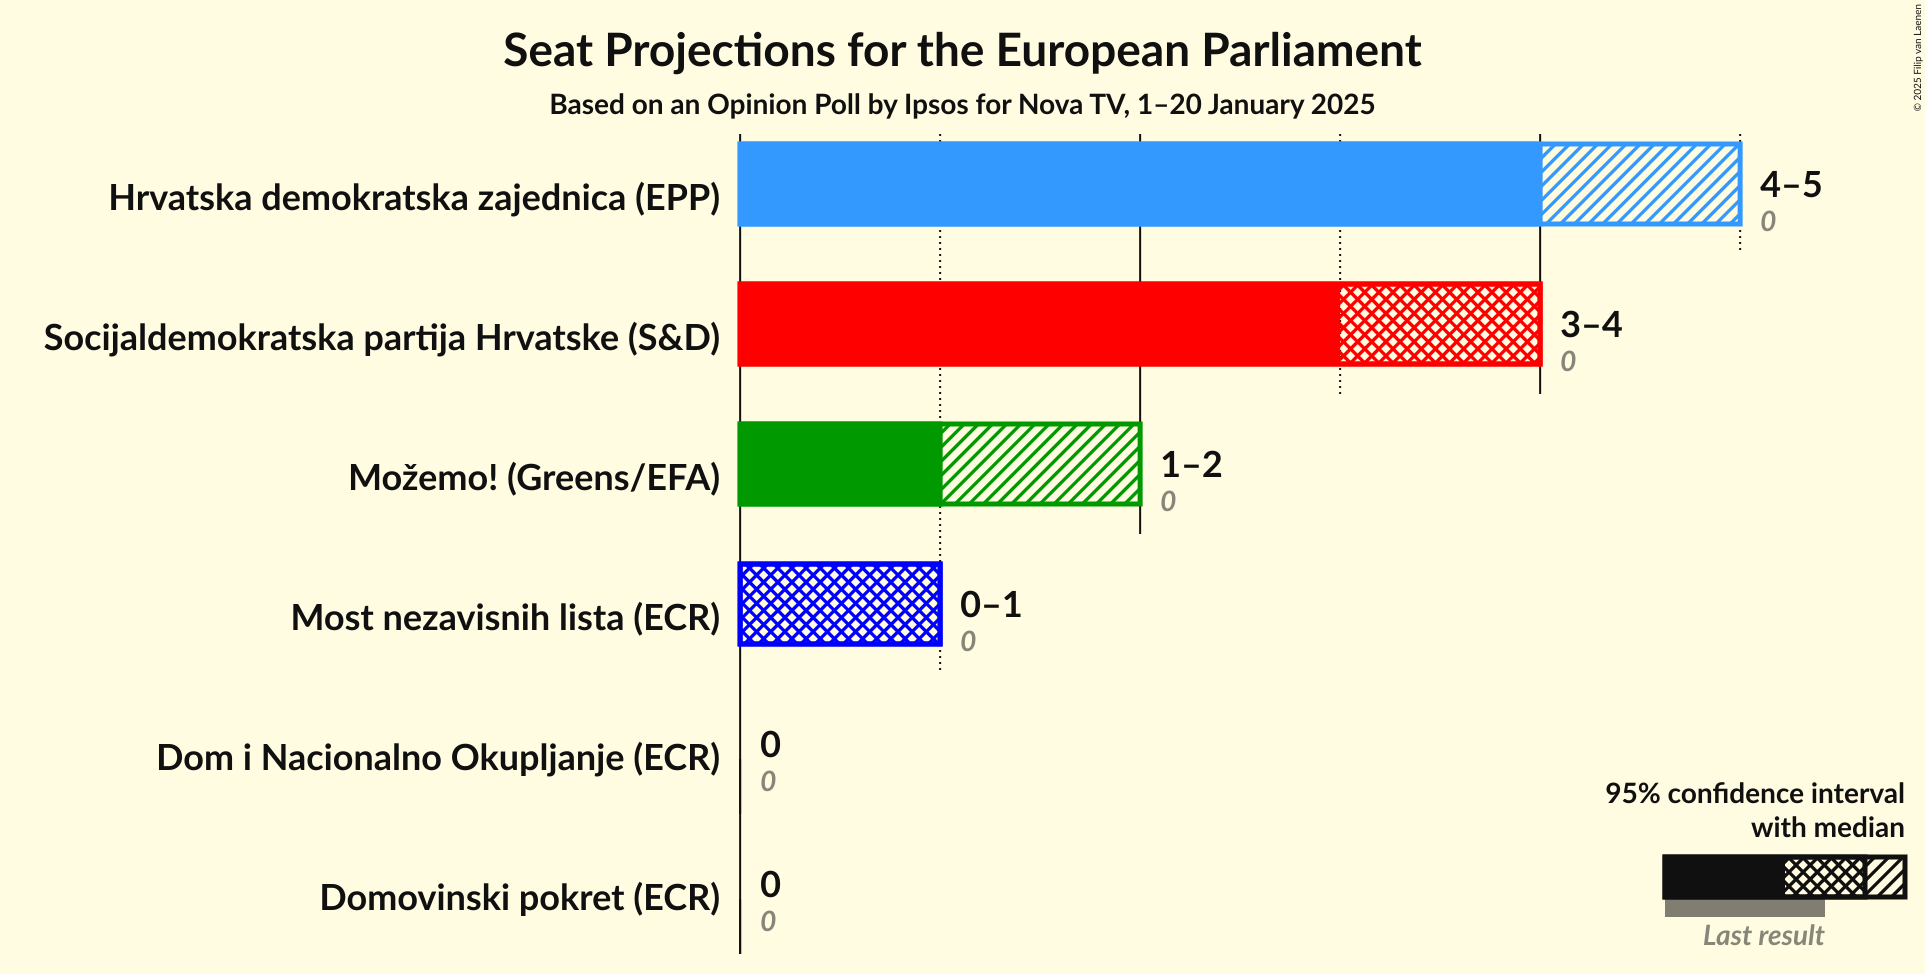 Seat Projections for the European Parliament
Based on an Opinion Poll by Ipsos for Nova TV, 1–20 January 2025
© 2025 Filip van Laenen
Hrvatska demokratska zajednica (EPP)
4–5
0
Socijaldemokratska partija Hrvatske (S&D)
3–4
0
Možemo! (Greens/EFA)
1–2
0
Most nezavisnih lista (ECR)
0–1
0
Dom i Nacionalno Okupljanje (ECR)
0
0
Domovinski pokret (ECR)
0
0
95% confidence interval
with median
Last result